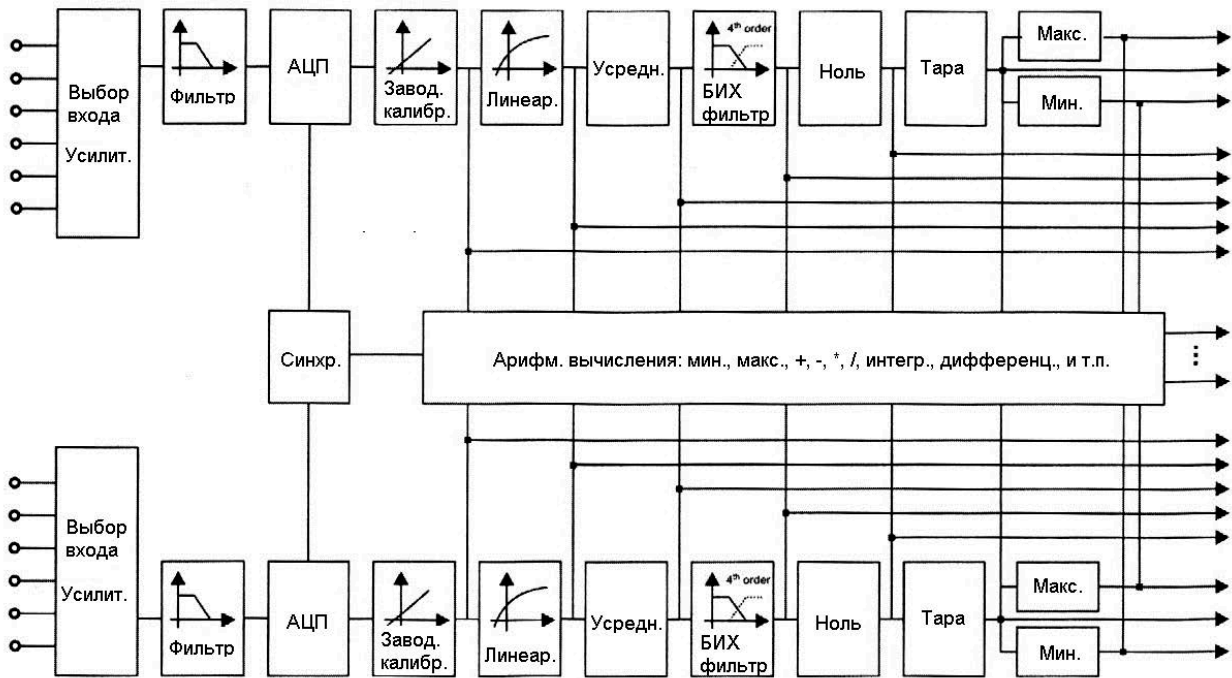 Выбор
входа
Усилит.
Фильтр
АЦП
Завод.
калибр.
Линеар.
Усредн.
4th order
БИХ
фильтр
Ноль
Тара
Макс.
Мин.
Синхр.
Арифм. вычисления: мин., макс., +, -, *, /, интегр., дифференц., и т.п.
Выбор
входа
Усилит.
Фильтр
АЦП
Завод.
калибр.
Линеар.
Усредн.
4th order
БИХ
фильтр
Ноль
Тара
Макс.
Мин.